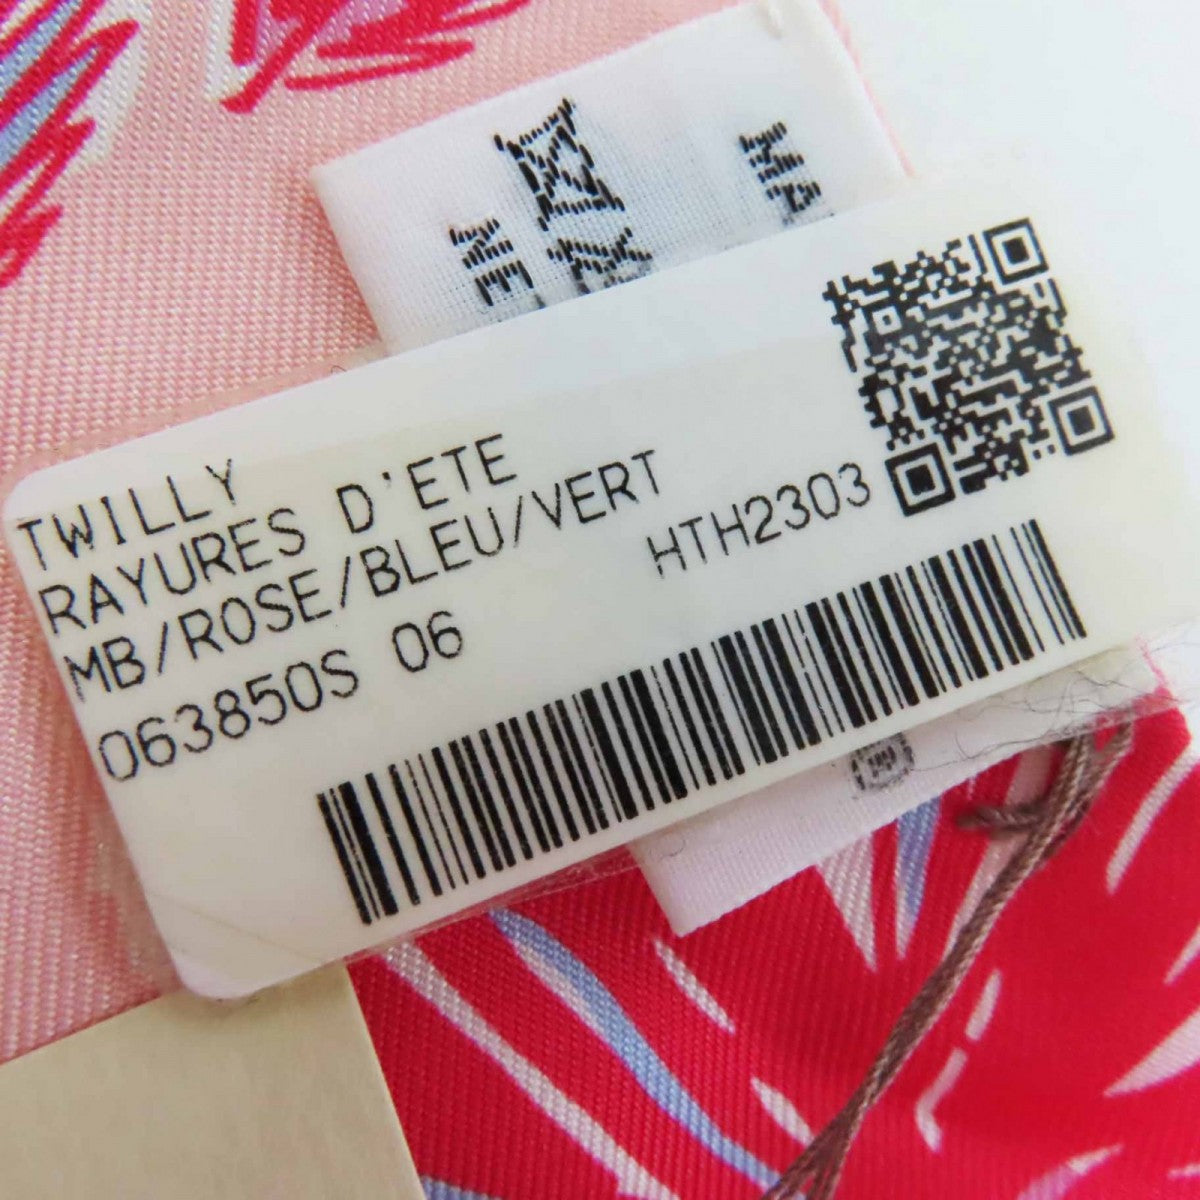 TWILLY
RAYURES D'ETE
MB/ROSE/BLEU/VERT
063850S 06
HTH2303